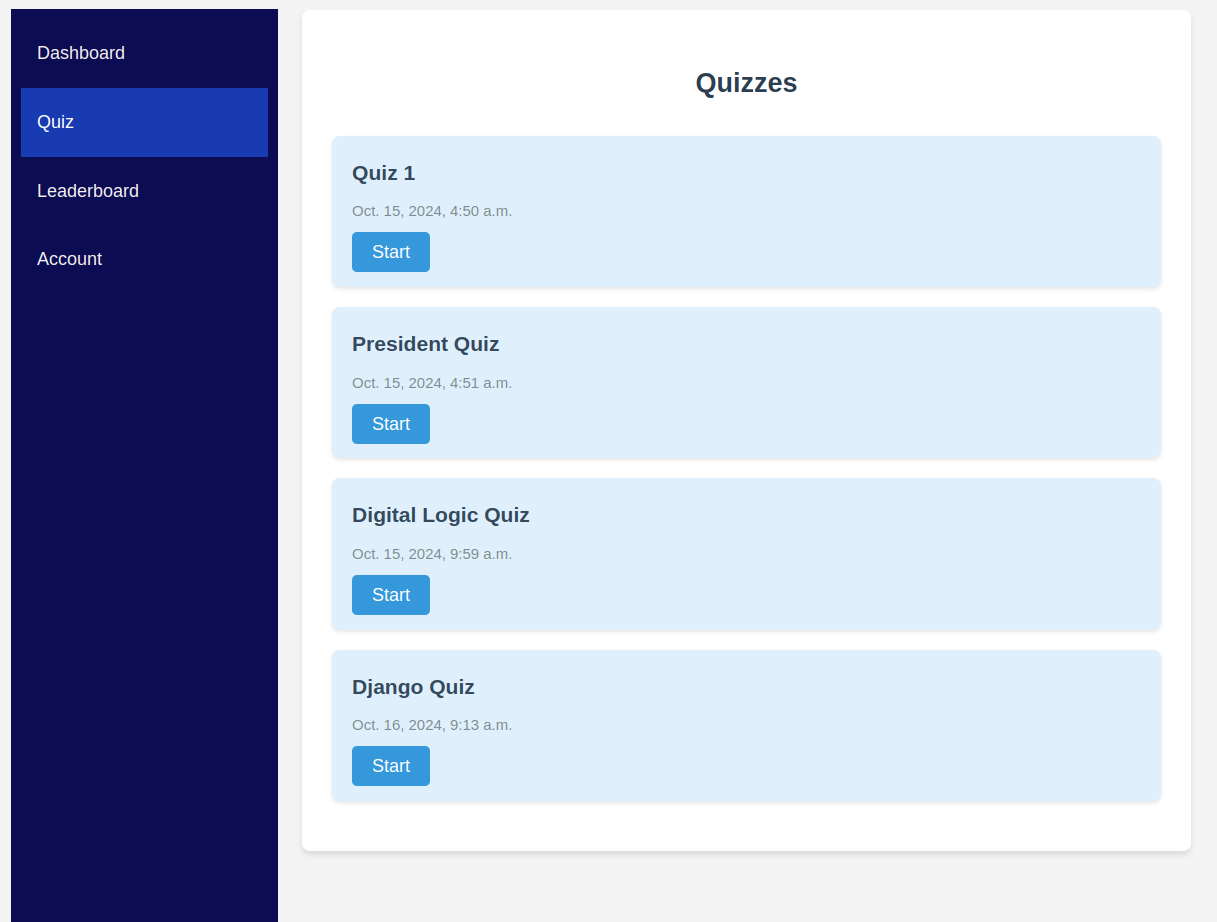 Dashboard
Quiz
Leaderboard
Account
Quizzes
Quiz 1
Oct. 15, 2024, 4:50 a.m.
Start
President Quiz
Oct. 15, 2024, 4:51 a.m.
Start
Digital Logic Quiz
Oct. 15, 2024, 9:59 a.m.
Start
Django Quiz
Oct. 16, 2024, 9:13 a.m.
Start